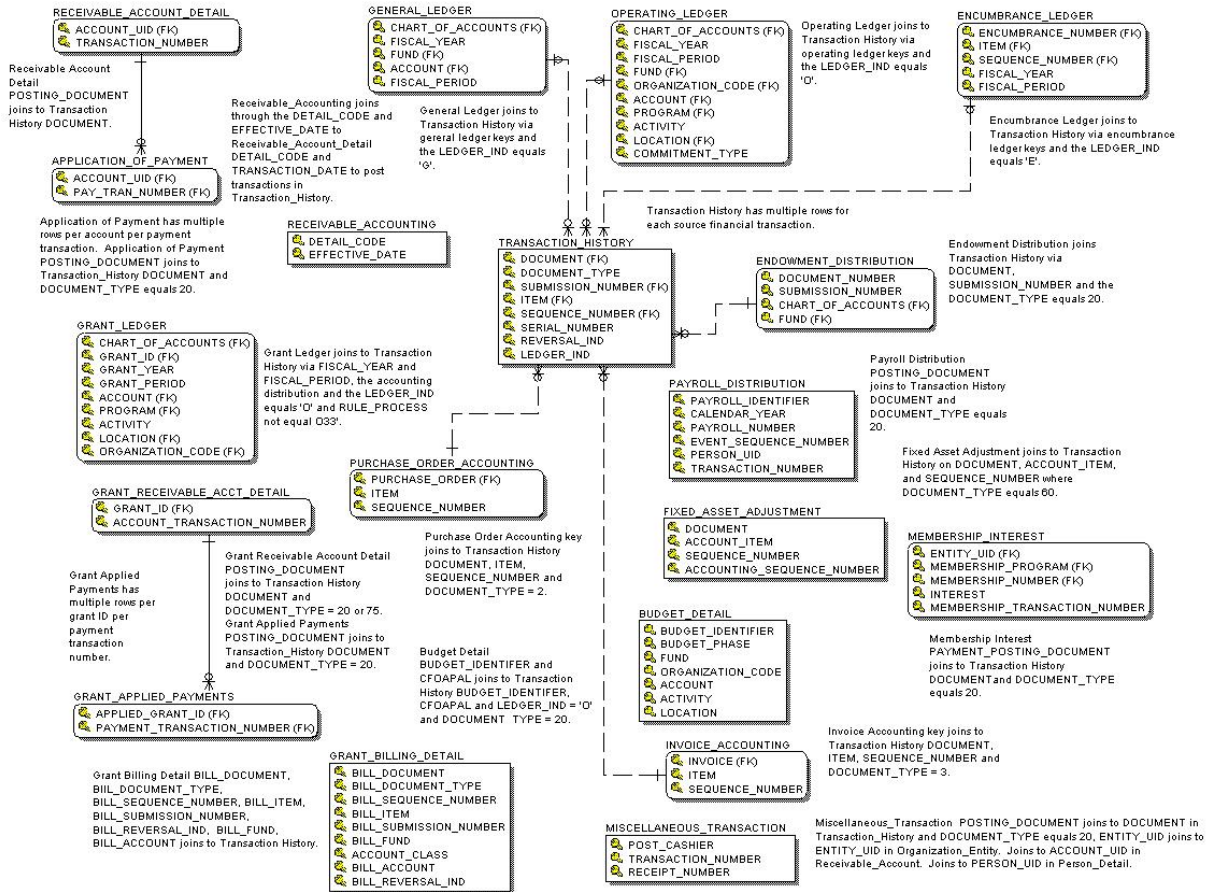 RECEIVABLE_ACCOUNT_DETAIL
ACCOUNT_UID (FK)
TRANSACTION_NUMBER
Receivable Account
Detail
POSTING_DOCUMENT
joins to Transaction
History DOCUMENT.
APPLICATION_OF_PAYMENT
ACCOUNT_UID (FK)
PAY_TRAN_NUMBER (FK)
Application of Payment has multiple
rows per account per payment
transaction. Application of Payment
POSTING_DOCUMENT joins to
Transaction_History DOCUMENT and
DOCUMENT_TYPE equals 20.
Receivable_Accounting joins
through the DETAIL_CODE and
EFFECTIVE_DATE to
Receivable_Account_Detail
DETAIL_CODE and
TRANSACTION_DATE to post
transactions in
Transaction_History.
RECEIVABLE_ACCOUNTING
DETAIL_CODE
EFFECTIVE_DATE
GENERAL_LEDGER
CHART_OF_ACCOUNTS (FK)
FISCAL_YEAR
FUND (FK)
ACCOUNT (FK)
FISCAL_PERIOD
General Ledger joins to
Transaction History via
gereral ledger keys and
the LEDGER_IND equals
'G'.
OPERATING_LEDGER
CHART_OF_ACCOUNTS (FK)
FISCAL_YEAR
FISCAL_PERIOD
FUND (FK)
ORGANIZATION_CODE (FK)
ACCOUNT (FK)
PROGRAM (FK)
ACTIVITY
LOCATION (FK)
COMMITMENT_TYPE
Operating Ledger joins to
Transaction History via
operating ledger keys and
the LEDGER_IND equals
'O'.
ENCUMBRANCE_LEDGER
ENCUMBRANCE_NUMBER (FK)
ITEM (FK)
SEQUENCE_NUMBER (FK)
FISCAL_YEAR
FISCAL_PERIOD
Encumbrance Ledger joins to
Transaction History via encumbrance
ledger keys and the LEDGER_IND
equals 'E'.
Transaction History has multiple rows for
each source financial transaction.
TRANSACTION_HISTORY
DOCUMENT (FK)
DOCUMENT_TYPE
SUBMISSION_NUMBER (FK)
ITEM (FK)
SEQUENCE_NUMBER (FK)
SERIAL_NUMBER
REVERSAL_IND
LEDGER_IND
ENDOWMENT_DISTRIBUTION
DOCUMENT_NUMBER
SUBMISSION_NUMBER
CHART_OF_ACCOUNTS (FK)
FUND (FK)
Endowment Distribution joins
Transaction History via
DOCUMENT,
SUBMISSION_NUMBER and the
DOCUMENT_TYPE equals 20.
GRANT_LEDGER
CHART_OF_ACCOUNTS (FK)
GRANT_ID (FK)
GRANT_YEAR
GRANT_PERIOD
ACCOUNT (FK)
PROGRAM (FK)
ACTIVITY
LOCATION (FK)
ORGANIZATION_CODE (FK)
Grant Ledger joins to Transaction
History via FISCAL_YEAR and
FISCAL_PERIOD, the accounting
distribution and the LEDGER_IND
equals 'O' and RULE_PROCESS
not equal O33'.
PAYROLL_DISTRIBUTION
PAYROLL_IDENTIFIER
CALENDAR_YEAR
PAYROLL_NUMBER
EVENT_SEQUENCE_NUMBER
PERSON_UID
TRANSACTION_NUMBER
Payroll Distribution
POSTING_DOCUMENT
joins to Transaction History
DOCUMENT and
DOCUMENT_TYPE equals
20.
Fixed Asset Adjustment joins to Transaction
History on DOCUMENT, ACCOUNT_ITEM,
and SEQUENCE_NUMBER where
DOCUMENT_TYPE equals 60.
PURCHASE_ORDER_ACCOUNTING
PURCHASE_ORDER (FK)
ITEM
SEQUENCE_NUMBER
Purchase Order Accounting key
joins to Transaction History
DOCUMENT, ITEM,
SEQUENCE_NUMBER and
DOCUMENT_TYPE = 2.
GRANT_RECEIVABLE_ACCT_DETAIL
GRANT_ID (FK)
ACCOUNT_TRANSACTION_NUMBER
Grant Applied
Payments has
multiple rows per
grant ID per
payment
transaction
number.
Grant Receivable Account Detail
POSTING_DOCUMENT
joins to Transaction History
DOCUMENT and
DOCUMENT_TYPE = 20 or 75.
Grant Applied Payments
POSTING_DOCUMENT joins to
Transaction_History DOCUMENT
and DOCUMENT_TYPE = 20.
GRANT_APPLIED_PAYMENTS
APPLIED_GRANT_ID (FK)
PAYMENT_TRANSACTION_NUMBER (FK)
FIXED_ASSET_ADJUSTMENT
DOCUMENT
ACCOUNT_ITEM
SEQUENCE_NUMBER
ACCOUNTING_SEQUENCE_NUMBER
MEMBERSHIP_INTEREST
ENTITY_UID (FK)
MEMBERSHIP_PROGRAM (FK)
MEMBERSHIP_NUMBER (FK)
INTEREST
MEMBERSHIP_TRANSACTION_NUMBER
Membership Interest
PAYMENT_POSTING_DOCUMENT
joins to Transaction History
DOCUMENTand DOCUMENT_TYPE
equals 20.
BUDGET_DETAIL
BUDGET_IDENTIFIER
BUDGET_PHASE
FUND
ORGANIZATION_CODE
ACCOUNT
ACTIVITY
LOCATION
Budget Detail
BUDGET_IDENTIFER and
CFOAPAL joins to Transaction
History BUDGET_IDENTIFER,
CFOAPAL and LEDGER_IND = 'O'
and DOCUMENT_TYPE = 20.
INVOICE_ACCOUNTING
INVOICE (FK)
ITEM
SEQUENCE_NUMBER
Invoice Accounting key joins to
Transaction History DOCUMENT,
ITEM, SEQUENCE_NUMBER and
DOCUMENT_TYPE = 3.
Grant Billing Detail BILL_DOCUMENT,
BIIL_DOCUMENT_TYPE,
BILL_SEQUENCE_NUMBER, BILL_ITEM,
BILL_SUBMISSION_NUMBER,
BILL_REVERSAL_IND, BILL_FUND,
BILL_ACCOUNT to Transaction History.
GRANT_BILLING_DETAIL
BILL_DOCUMENT
BILL_DOCUMENT_TYPE
BILL_SEQUENCE_NUMBER
BILL_ITEM
BILL_SUBMISSION_NUMBER
BILL_FUND
ACCOUNT_CLASS
BILL_ACCOUNT
BILL_REVERSAL_IND
MISCELLANEOUS_TRANSACTION
POST_CASHIER
TRANSACTION_NUMBER
RECEIPT_NUMBER
Miscellaneous_Transaction POSTING_DOCUMENT joins to DOCUMENT in
Transaction_History and DOCUMENT_TYPE equals 20, ENTITY_UID joins to
ENTITY_UID in Organization_Entity. Joins to ACCOUNT_UID in
Receivable_Account. Joins to PERSON_UID in Person_Detail.